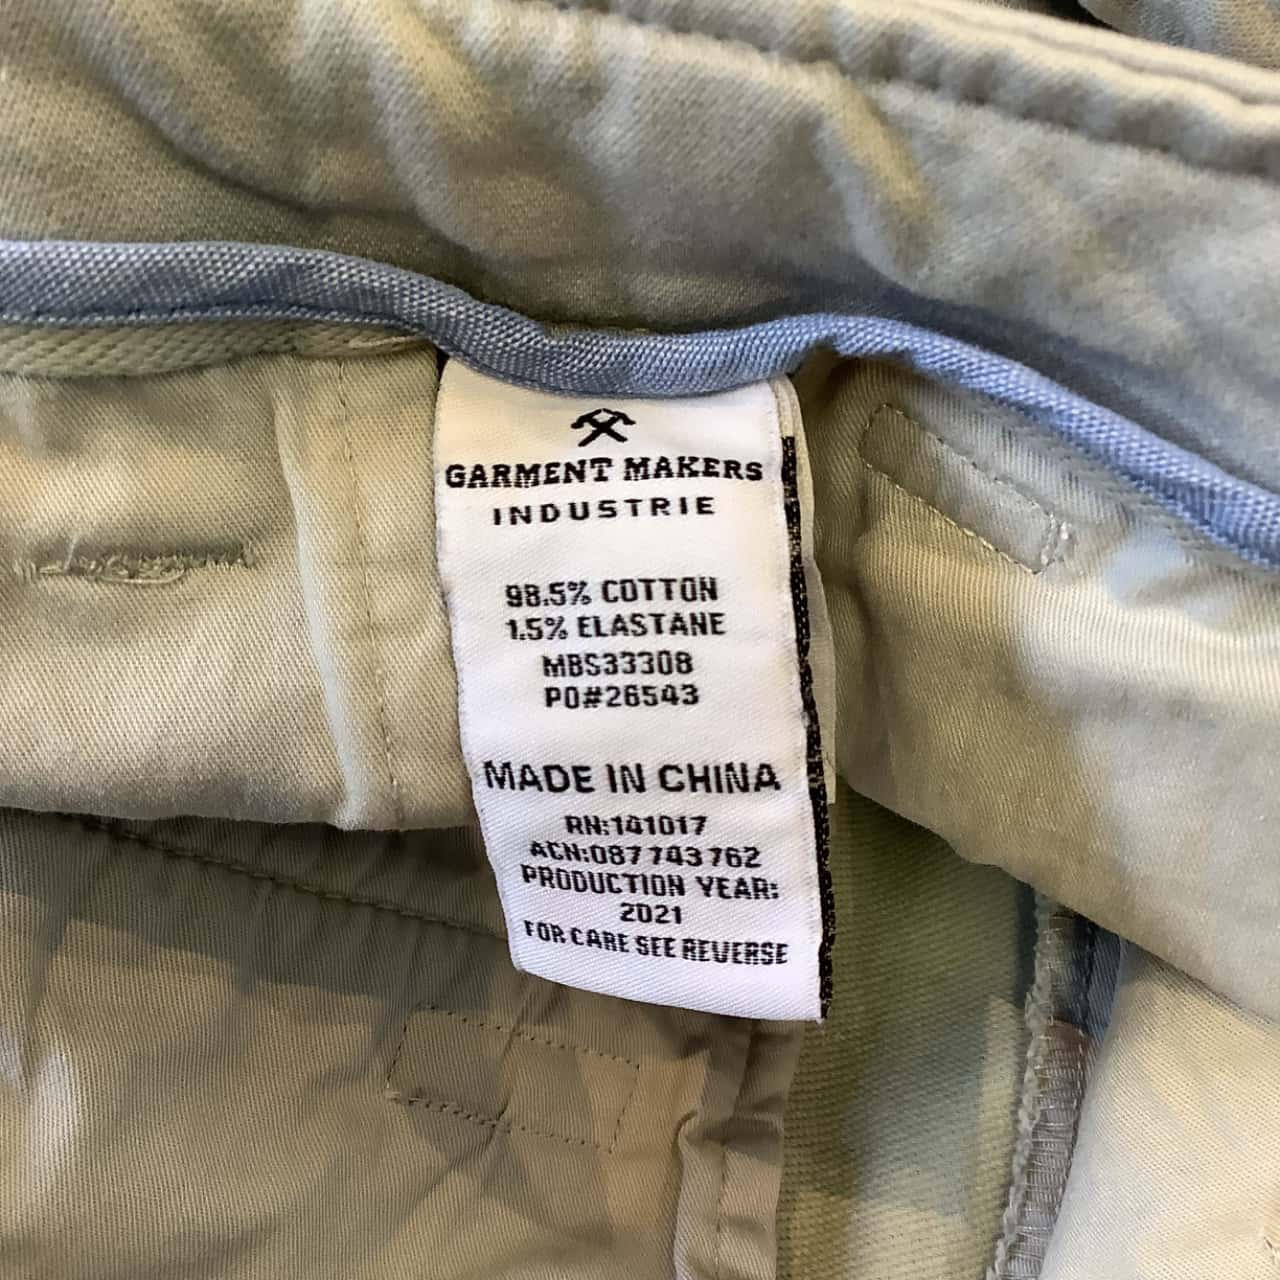 GARMENT MAKERS
INDUSTRIE
98.5% COTTON
1.5% ELASTANE
MBS33308
PO#26543
MADE IN CHINA
RN:141017
ACN:087 743 762
PRODUCTION YEAR:
2021
FOR CARE SEE REVERSE